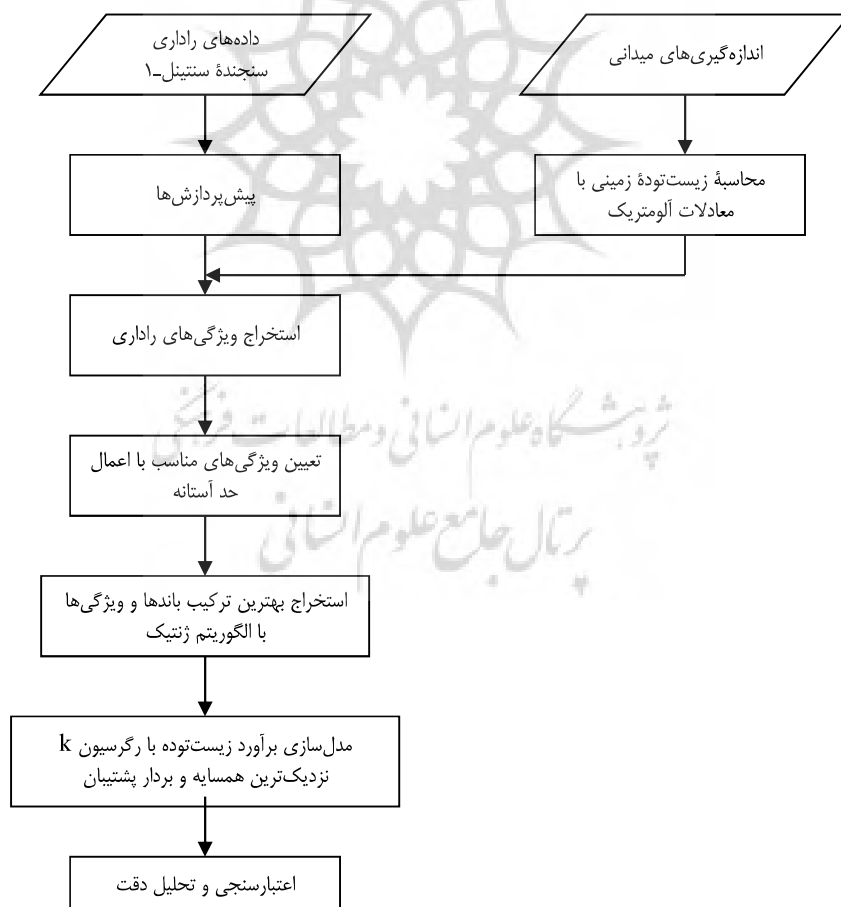 داده‌های راداری
سنجندهٔ سنتینل‌ـ۱
اندازه‌گیری‌های میدانی
پیش‌پردازش‌ها
محاسبهٔ زیست‌تودهٔ زمینی با
معادلات آلومتریک
استخراج ویژگی‌های راداری
پژوهشگاه علوم انسانی و مطالعات فرهنگی
تعیین ویژگی‌های مناسب با اعمال
حد آستانه
پرتال جامع علوم انسانی
استخراج بهترین ترکیب باندها و ویژگی‌ها
با الگوریتم ژنتیک
مدل‌سازی برآورد زیست‌توده با رگرسیون k
نزدیک‌ترین همسایه و بردار پشتیبان
اعتبارسنجی و تحلیل دقت